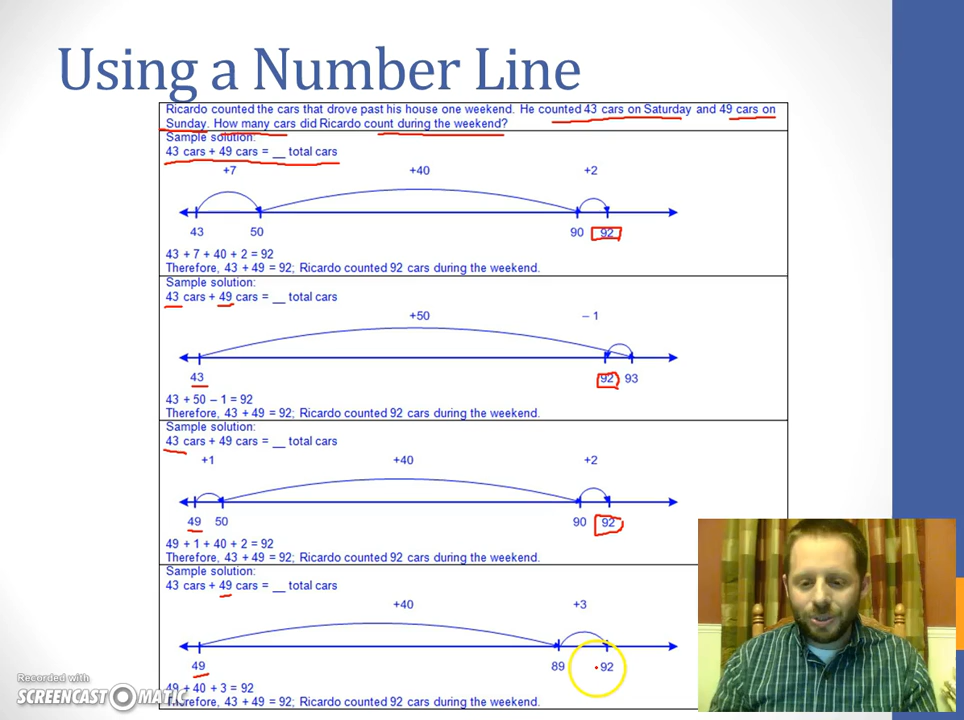 Using a Number Line
Ricardo counted the cars that drove past his house one weekend. He counted 43 cars on Saturday and 49 cars on
Sunday. How many cars did Ricardo count during the weekend?
Sample solution:
43 cars + 49 cars = __ total cars
+7 +40 +2
43 50 90 92
43 + 7 + 40 + 2 = 92
Therefore, 43 + 49 = 92; Ricardo counted 92 cars during the weekend.
Sample solution:
43 cars + 49 cars = __ total cars
+50 – 1
43 92 93
43 + 50 – 1 = 92
Therefore, 43 + 49 = 92; Ricardo counted 92 cars during the weekend.
Sample solution:
43 cars + 49 cars = __ total cars
+1 +40 +2
49 50 90 92
49 + 1 + 40 + 2 = 92
Therefore, 43 + 49 = 92; Ricardo counted 92 cars during the weekend.
Sample solution:
43 cars + 49 cars = __ total cars
+40 +3
49 89 92
49 + 40 + 3 = 92
Therefore, 43 + 49 = 92; Ricardo counted 92 cars during the weekend.
Recorded with
SCREENCAST-O-MATIC